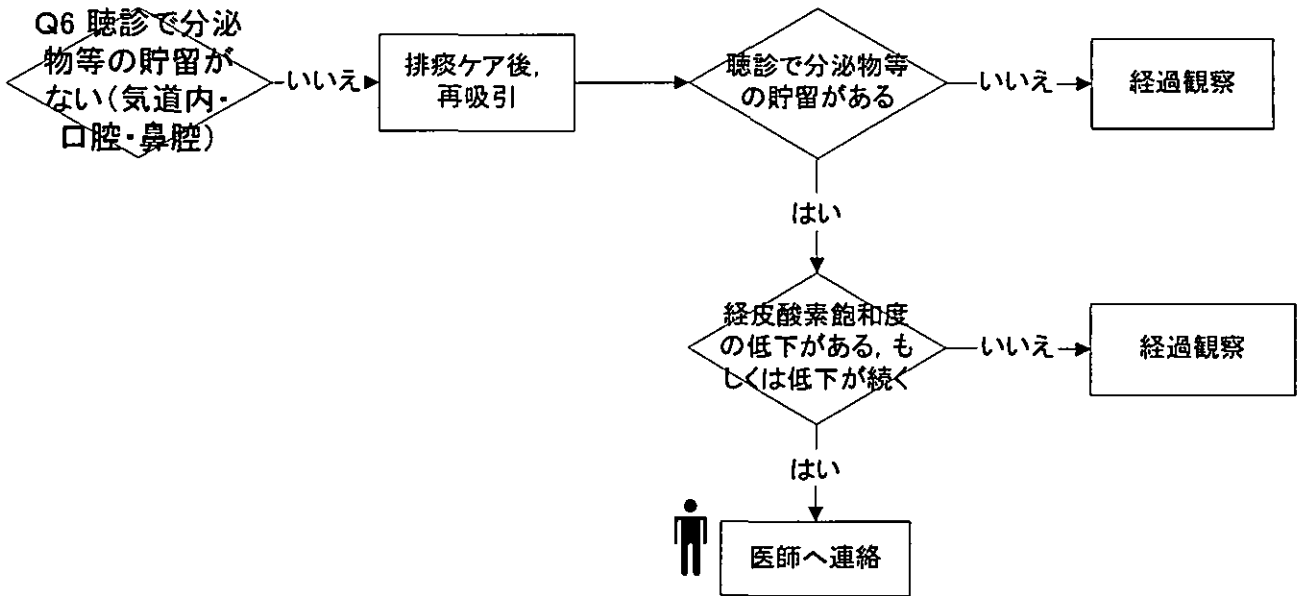 Q6 聴診で分泌
物等の貯留が
ない(気道内・
口腔・鼻腔)
いいえ
排痰ケア後,
再吸引
聴診で分泌物等
の貯留がある
いいえ
経過観察
はい
経皮酸素飽和度
の低下がある, も
しくは低下が続く
いいえ
経過観察
はい
医師へ連絡